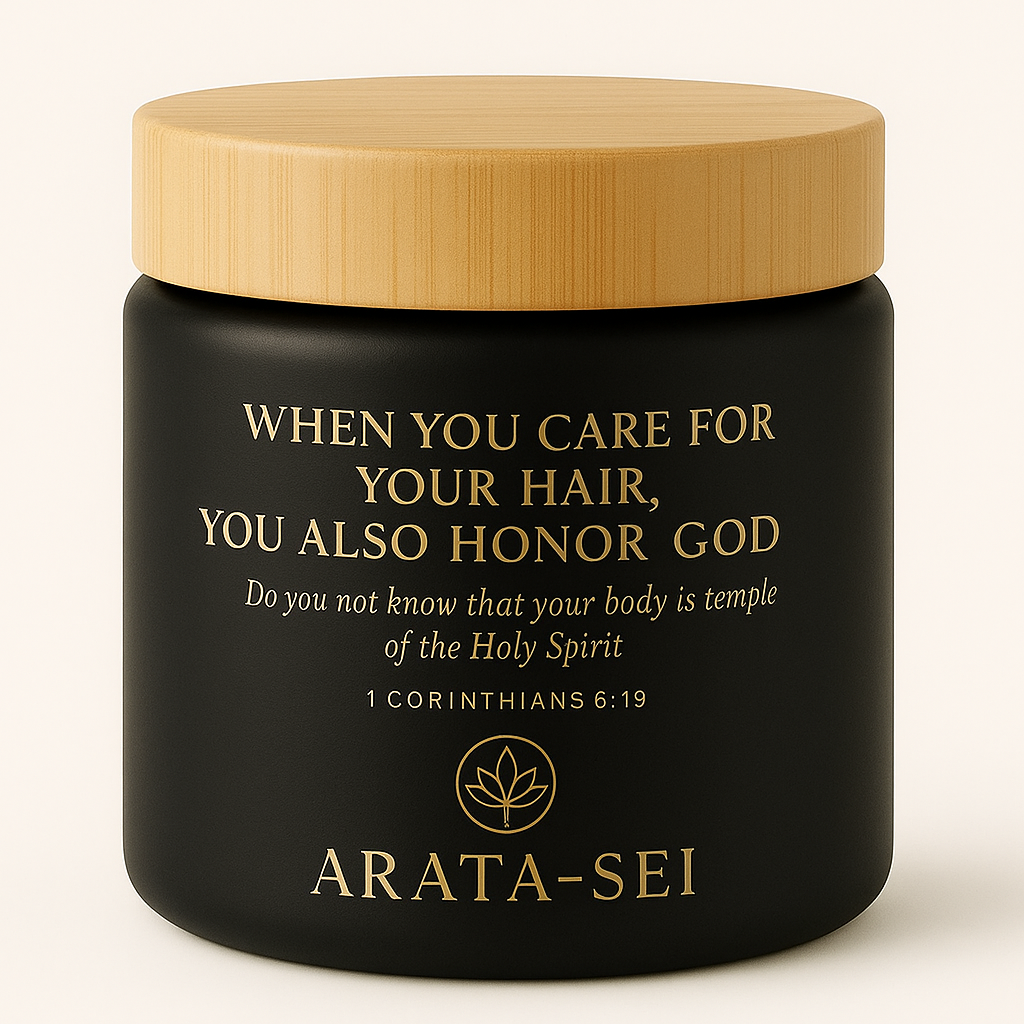 WHEN YOU CARE FOR
YOUR HAIR,
YOU ALSO HONOR GOD
Do you not know that your body is temple
of the Holy Spirit
1 CORINTHIANS 6:19
ARATA-SEI